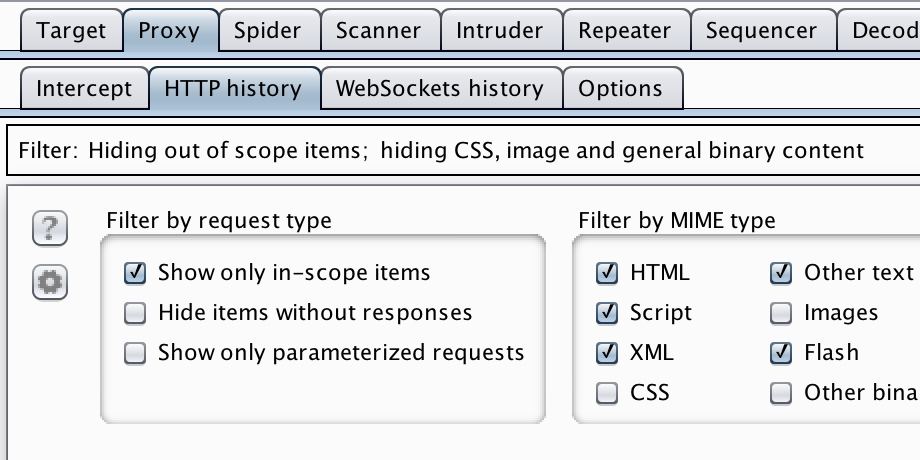 Target Proxy Spider Scanner Intruder Repeater Sequencer Decod
Intercept HTTP history WebSockets history Options
Filter: Hiding out of scope items; hiding CSS, image and general binary content
? Filter by request type Filter by MIME type
Show only in-scope items HTML Other text
Hide items without responses Script Images
Show only parameterized requests XML Flash
CSS Other bina